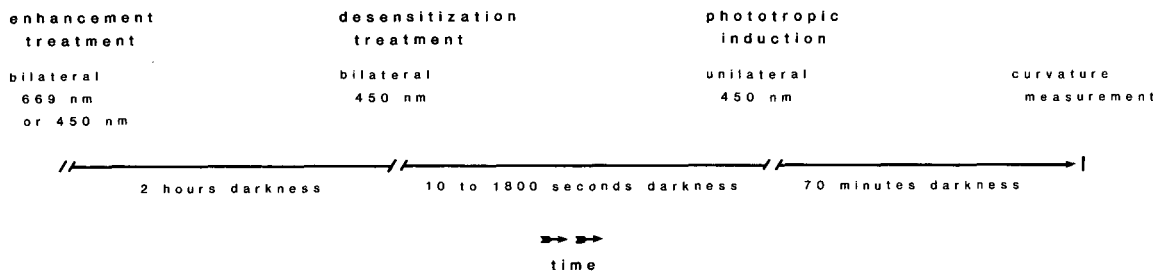 enhancement
treatment
desensitization
treatment
phototropic
induction
bilateral
669 nm
or 450 nm
bilateral
450 nm
unilateral
450 nm
curvature
measurement
2 hours darkness
10 to 1800 seconds darkness
70 minutes darkness
time